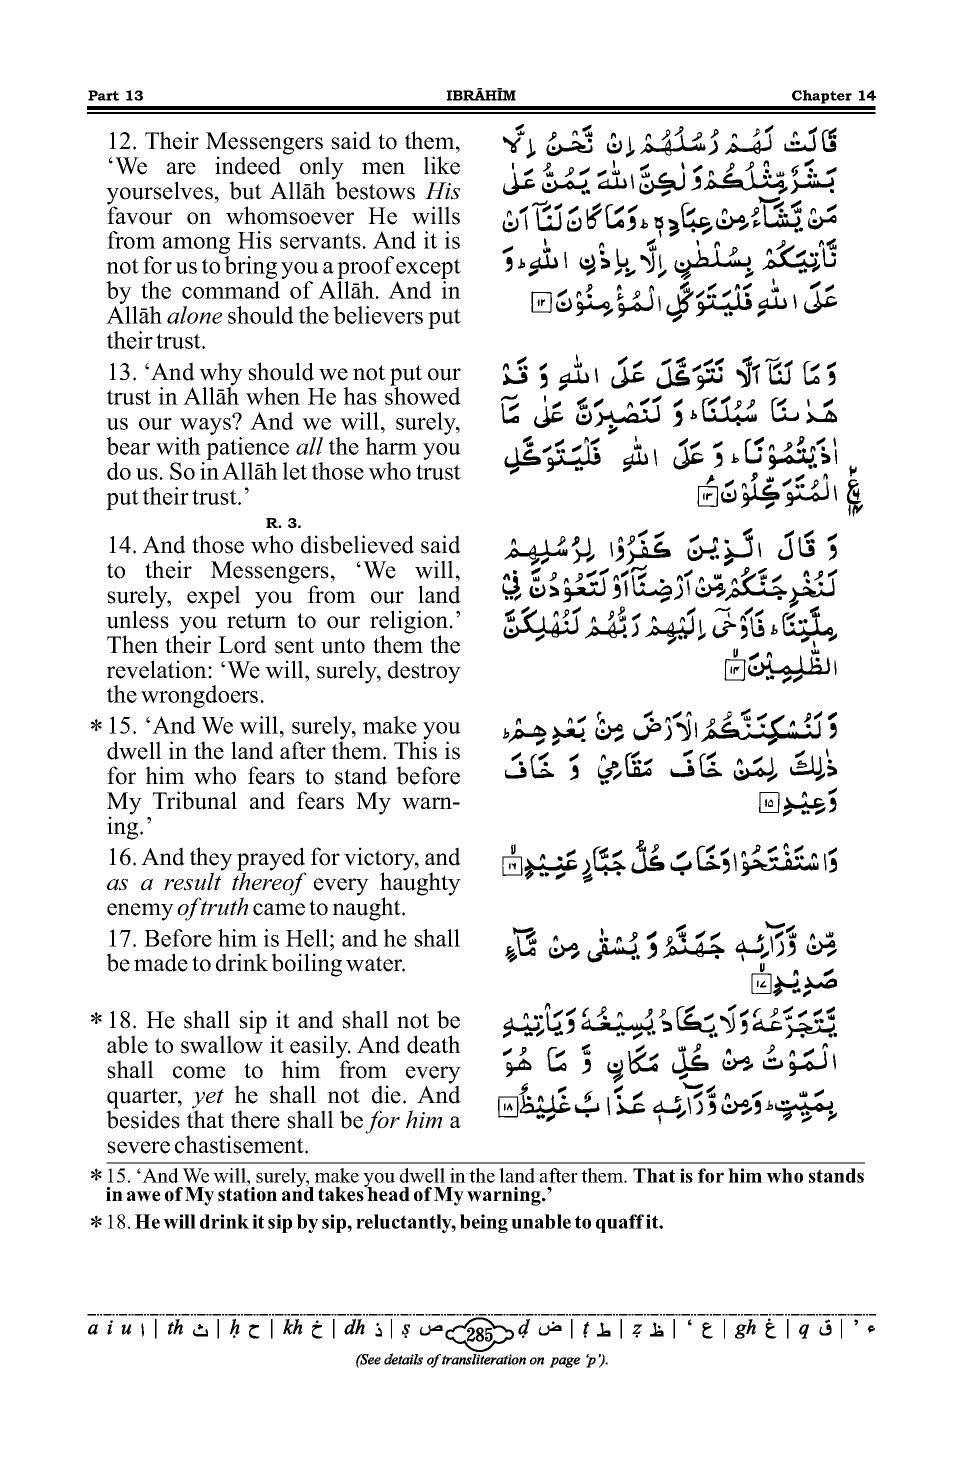 Part 13 IBRĀHĪM Chapter 14
12. Their Messengers said to them,
‘We are indeed only men like
yourselves, but Allāh bestows His
favour on whomsoever He wills
from among His servants. And it is
not for us to bring you a proof except
by the command of Allāh. And in
Allāh alone should the believers put
their trust.
قَالَتْ لَهُمْ رُسُلُهُمْ اِنْ نَّحْنُ اِلَّا
بَشَرٌ مِّثْلُكُمْ وَ لٰكِنَّ اللّٰهَ يَمُنُّ عَلٰى
مَنْ يَّشَآءُ مِنْ عِبَادِهٖ ؕ وَ مَا كَانَ لَنَاۤ اَنْ
نَّاْتِيَكُمْ بِسُلْطٰنٍ اِلَّا بِاِذْنِ اللّٰهِ ؕ وَ
عَلَى اللّٰهِ فَلْيَتَوَكَّلِ الْمُؤْمِنُوْنَ ۱۲
13. ‘And why should we not put our
trust in Allāh when He has showed
us our ways? And we will, surely,
bear with patience all the harm you
do us. So in Allāh let those who trust
put their trust.’
وَ مَا لَنَاۤ اَلَّا نَتَوَكَّلَ عَلَى اللّٰهِ وَ قَدْ
هَدٰىنَا سُبُلَنَا ؕ وَ لَنَصْبِرَنَّ عَلٰى مَاۤ
اٰذَيْتُمُوْنَا ؕ وَ عَلَى اللّٰهِ فَلْيَتَوَكَّلِ
الْمُتَوَكِّلُوْنَ ۱۳
R. 3.
14. And those who disbelieved said
to their Messengers, ‘We will,
surely, expel you from our land
unless you return to our religion.’
Then their Lord sent unto them the
revelation: ‘We will, surely, destroy
the wrongdoers.
وَ قَالَ الَّذِيْنَ كَفَرُوْا لِرُسُلِهِمْ
لَنُخْرِجَنَّكُمْ مِّنْ اَرْضِنَاۤ اَوْ لَتَعُوْدُنَّ فِيْ
مِلَّتِنَا ؕ فَاَوْحٰۤى اِلَيْهِمْ رَبُّهُمْ لَنُهْلِكَنَّ
الظّٰلِمِيْنَ ۱۴
* 15. ‘And We will, surely, make you
dwell in the land after them. This is
for him who fears to stand before
My Tribunal and fears My warn-
ing.’
وَ لَنُسْكِنَنَّكُمُ الْاَرْضَ مِنْۢ بَعْدِهِمْ ؕ
ذٰلِكَ لِمَنْ خَافَ مَقَامِيْ وَ خَافَ
وَعِيْدِ ۱۵
16. And they prayed for victory, and
as a result thereof every haughty
enemy of truth came to naught.
وَ اسْتَفْتَحُوْا وَ خَابَ كُلُّ جَبَّارٍ عَنِيْدٍ ۱۶
17. Before him is Hell; and he shall
be made to drink boiling water.
مِّنْ وَّرَآئِهٖ جَهَنَّمُ وَ يُسْقٰى مِنْ مَّآءٍ
صَدِيْدٍ ۱۷
* 18. He shall sip it and shall not be
able to swallow it easily. And death
shall come to him from every
quarter, yet he shall not die. And
besides that there shall be for him a
severe chastisement.
يَّتَجَرَّعُهٗ وَ لَا يَكَادُ يُسِيْغُهٗ وَ يَاْتِيْهِ
الْمَوْتُ مِنْ كُلِّ مَكَانٍ وَّ مَا هُوَ
بِمَيِّتٍ ؕ وَ مِنْ وَّرَآئِهٖ عَذَابٌ غَلِيْظٌ ۱۸
* 15. ‘And We will, surely, make you dwell in the land after them. That is for him who stands
in awe of My station and takes head of My warning.’
* 18. He will drink it sip by sip, reluctantly, being unable to quaff it.
a i u ا | th ث | ḥ ح | kh خ | dh ذ | ṣ ص 285 ḍ ض | ṭ ط | ẓ ظ | ‘ ع | gh غ | q ق | ’ ء
(See details of transliteration on page ‘p’).